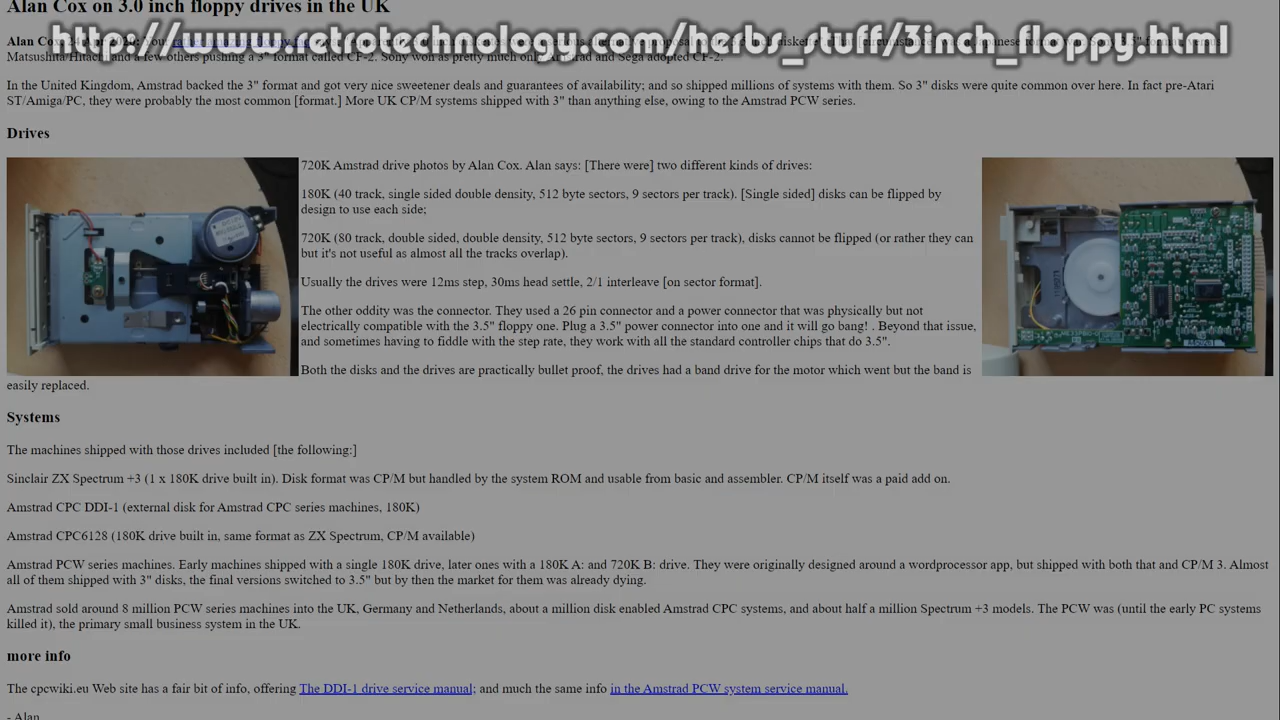 Alan Cox on 3.0 inch floppy drives in the UK
http://www.retrotechnology.com/herbs_stuff/3inch_floppy.html
Alan Cox,
Matsushita/Hitachi and a few others pushing a 3" format called CF-2. Sony won as pretty much only Amstrad and Sega adopted CF-2.
In the United Kingdom, Amstrad backed the 3" format and got very nice sweetener deals and guarantees of availability; and so shipped millions of systems with them. So 3" disks were quite common over here. In fact pre-Atari
ST/Amiga/PC, they were probably the most common [format.] More UK CP/M systems shipped with 3" than anything else, owing to the Amstrad PCW series.
Drives
720K Amstrad drive photos by Alan Cox. Alan says: [There were] two different kinds of drives:
180K (40 track, single sided double density, 512 byte sectors, 9 sectors per track). [Single sided] disks can be flipped by
design to use each side;
720K (80 track, double sided, double density, 512 byte sectors, 9 sectors per track), disks cannot be flipped (or rather they can
but it's not useful as almost all the tracks overlap).
Usually the drives were 12ms step, 30ms head settle, 2/1 interleave [on sector format].
The other oddity was the connector. They used a 26 pin connector and a power connector that was physically but not
electrically compatible with the 3.5" floppy one. Plug a 3.5" power connector into one and it will go bang! . Beyond that issue,
and sometimes having to fiddle with the step rate, they work with all the standard controller chips that do 3.5".
Both the disks and the drives are practically bullet proof, the drives had a band drive for the motor which went but the band is
easily replaced.
Systems
The machines shipped with those drives included [the following:]
Sinclair ZX Spectrum +3 (1 x 180K drive built in). Disk format was CP/M but handled by the system ROM and usable from basic and assembler. CP/M itself was a paid add on.
Amstrad CPC DDI-1 (external disk for Amstrad CPC series machines, 180K)
Amstrad CPC6128 (180K drive built in, same format as ZX Spectrum, CP/M available)
Amstrad PCW series machines. Early machines shipped with a single 180K drive, later ones with a 180K A: and 720K B: drive. They were originally designed around a wordprocessor app, but shipped with both that and CP/M 3. Almost
all of them shipped with 3" disks, the final versions switched to 3.5" but by then the market for them was already dying.
Amstrad sold around 8 million PCW series machines into the UK, Germany and Netherlands, about a million disk enabled Amstrad CPC systems, and about half a million Spectrum +3 models. The PCW was (until the early PC systems
killed it), the primary small business system in the UK.
more info
The cpcwiki.eu Web site has a fair bit of info, offering The DDI-1 drive service manual; and much the same info in the Amstrad PCW system service manual.
- Alan